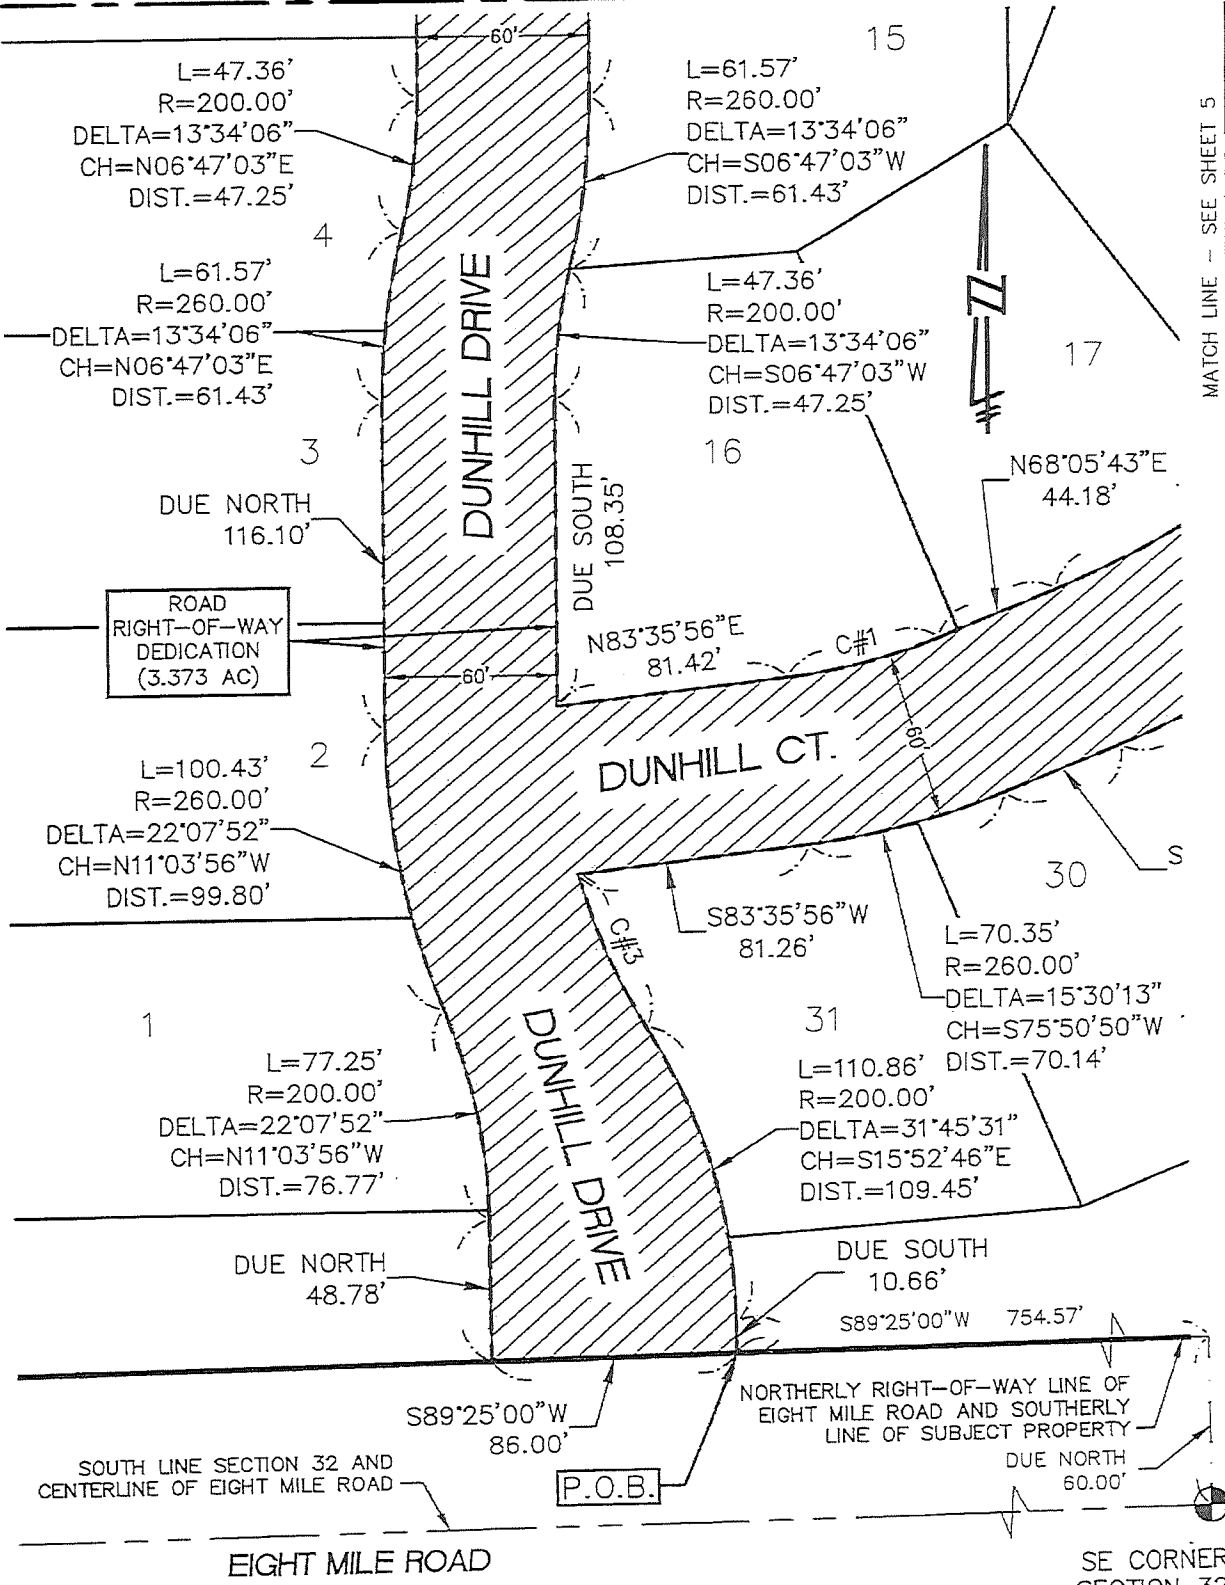 60'
15
L=47.36'
R=200.00'
DELTA=13°34'06"
CH=N06°47'03"E
DIST.=47.25'
L=61.57'
R=260.00'
DELTA=13°34'06"
CH=S06°47'03"W
DIST.=61.43'
MATCH LINE - SEE SHEET 5
4
L=61.57'
R=260.00'
DELTA=13°34'06"
CH=N06°47'03"E
DIST.=61.43'
DUNHILL DRIVE
L=47.36'
R=200.00'
DELTA=13°34'06"
CH=S06°47'03"W
DIST.=47.25'
N
17
3
16
DUE NORTH
116.10'
DUE SOUTH
108.35'
N68°05'43"E
44.18'
ROAD
RIGHT-OF-WAY
DEDICATION
(3.373 AC)
N83°35'56"E
81.42'
C#1
60'
60'
2
DUNHILL CT.
L=100.43'
R=260.00'
DELTA=22°07'52"
CH=N11°03'56"W
DIST.=99.80'
S
30
S83°35'56"W
81.26'
C#3
L=70.35'
R=260.00'
DELTA=15°30'13"
CH=S75°50'50"W
DIST.=70.14'
1
31
DUNHILL DRIVE
L=77.25'
R=200.00'
DELTA=22°07'52"
CH=N11°03'56"W
DIST.=76.77'
L=110.86'
R=200.00'
DELTA=31°45'31"
CH=S15°52'46"E
DIST.=109.45'
DUE NORTH
48.78'
DUE SOUTH
10.66'
S89°25'00"W 754.57'
S89°25'00"W
86.00'
NORTHERLY RIGHT-OF-WAY LINE OF
EIGHT MILE ROAD AND SOUTHERLY
LINE OF SUBJECT PROPERTY
DUE NORTH
60.00'
SOUTH LINE SECTION 32 AND
CENTERLINE OF EIGHT MILE ROAD
P.O.B.
EIGHT MILE ROAD
SE CORNER
SECTION 32